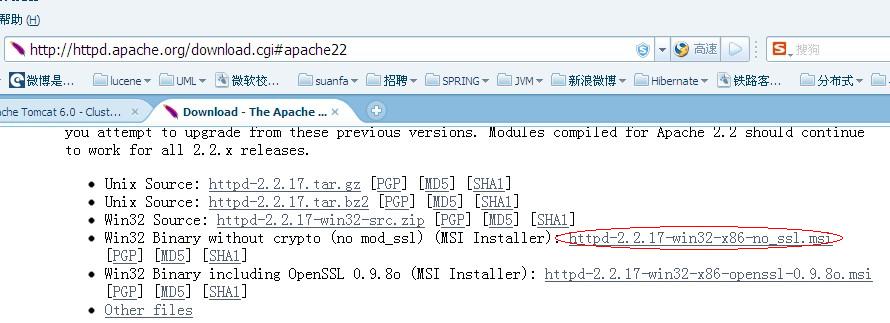 帮助(H)
http://httpd.apache.org/download.cgi#apache22 高速 搜狗
微博是... lucene UML 微软校... suanfa 招聘 SPRING JVM 新浪微博 Hibernate 铁路客... 分布式
che Tomcat 6.0 - Clust... Download - The Apache ...
you attempt to upgrade from these previous versions. Modules compiled for Apache 2.2 should continue
to work for all 2.2.x releases.
• Unix Source: httpd-2.2.17.tar.gz [PGP] [MD5] [SHA1]
• Unix Source: httpd-2.2.17.tar.bz2 [PGP] [MD5] [SHA1]
• Win32 Source: httpd-2.2.17-win32-src.zip [PGP] [MD5] [SHA1]
• Win32 Binary without crypto (no mod_ssl) (MSI Installer): httpd-2.2.17-win32-x86-no_ssl.msi
[PGP] [MD5] [SHA1]
• Win32 Binary including OpenSSL 0.9.8o (MSI Installer): httpd-2.2.17-win32-x86-openssl-0.9.8o.msi
[PGP] [MD5] [SHA1]
• Other files